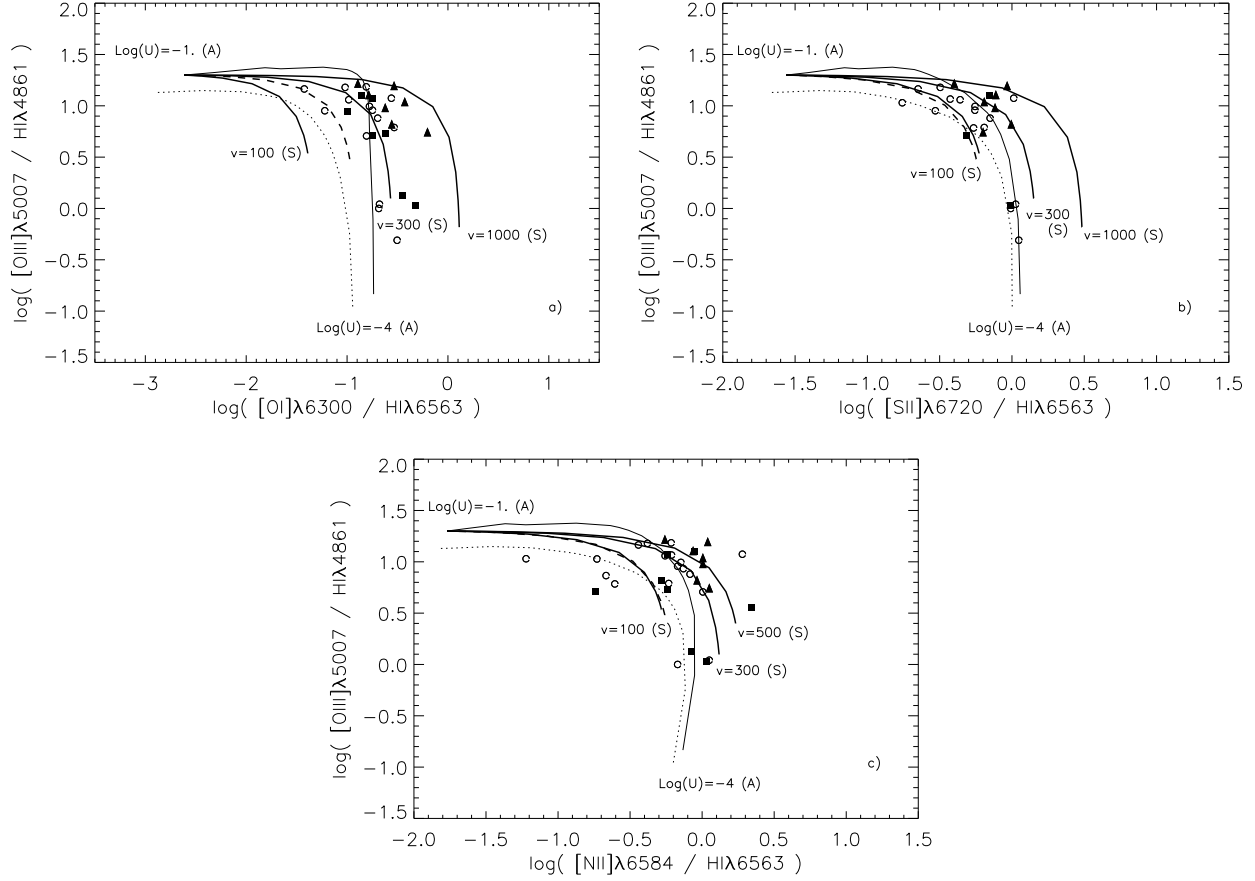 2.0
1.5
1.0
0.5
0.0
−0.5
−1.0
−1.5
log( [OIII]λ5007 / HIλ4861 )
Log(U)=−1. (A)
v=100 (S)
v=300 (S)
v=1000 (S)
a)
Log(U)=−4 (A)
−3
−2
−1
0
1
log( [OI]λ6300 / HIλ6563 )
2.0
1.5
1.0
0.5
0.0
−0.5
−1.0
−1.5
log( [OIII]λ5007 / HIλ4861 )
Log(U)=−1. (A)
v=100 (S)
v=300
(S)
v=1000 (S)
b)
Log(U)=−4 (A)
−2.0
−1.5
−1.0
−0.5
0.0
0.5
1.0
1.5
log( [SII]λ6720 / HIλ6563 )
2.0
1.5
1.0
0.5
0.0
−0.5
−1.0
−1.5
log( [OIII]λ5007 / HIλ4861 )
Log(U)=−1. (A)
v=100 (S)
v=500 (S)
v=300 (S)
c)
Log(U)=−4 (A)
−2.0
−1.5
−1.0
−0.5
0.0
0.5
1.0
1.5
log( [NII]λ6584 / HIλ6563 )